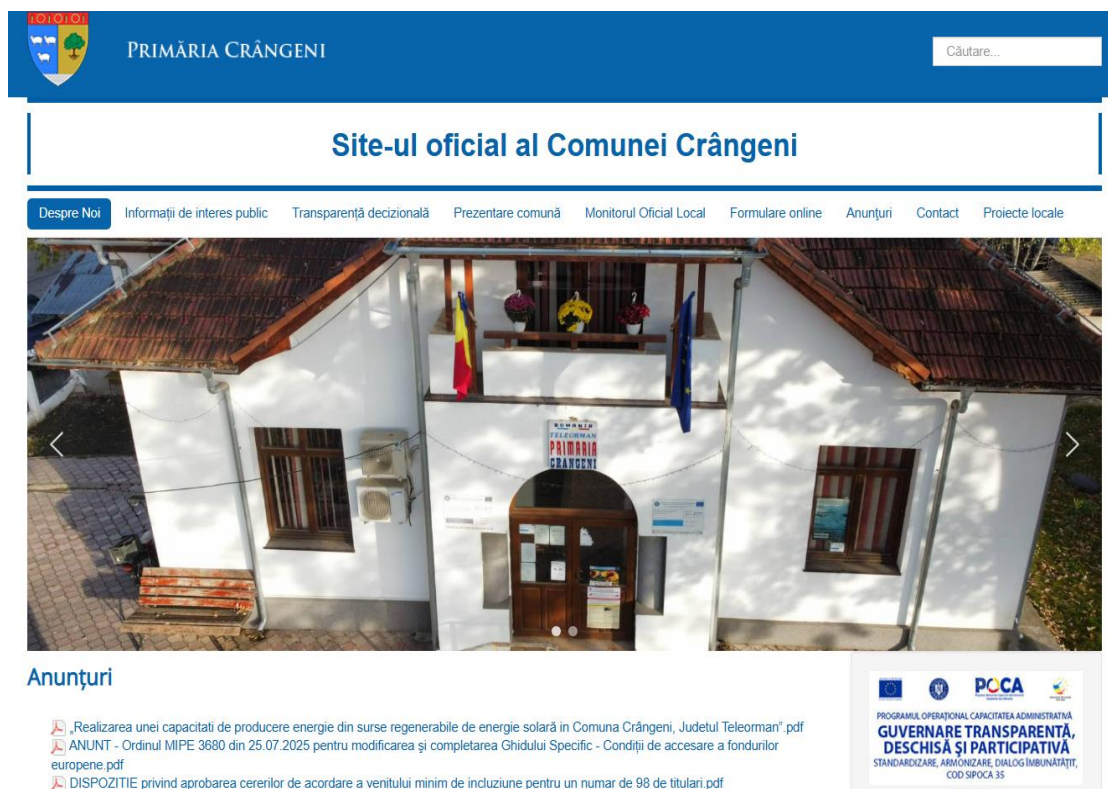 PRIMĂRIA CRÂNGENI
Căutare...
Site-ul oficial al Comunei Crângeni
Despre Noi
Informații de interes public
Transparență decizională
Prezentare comună
Monitorul Oficial Local
Formulare online
Anunțuri
Contact
Proiecte locale
ROMANIA
TELEORMAN
PRIMARIA
CRANGENI
Anunțuri
„Realizarea unei capacitati de producere energie din surse regenerabile de energie solară in Comuna Crângeni, Judetul Teleorman”.pdf
ANUNT - Ordinul MIPE 3680 din 25.07.2025 pentru modificarea şi completarea Ghidului Specific - Condiții de accesare a fondurilor
europene.pdf
DISPOZITIE privind aprobarea cererilor de acordare a venitului minim de incluziune pentru un numar de 98 de titulari.pdf
POCA
PROGRAMUL OPERAȚIONAL CAPACITATEA ADMINISTRATIVĂ
GUVERNARE TRANSPARENTĂ,
DESCHISĂ ŞI PARTICIPATIVĂ
STANDARDIZARE, ARMONIZARE, DIALOG ÎMBUNĂTĂȚIT,
COD SIPOCA 35